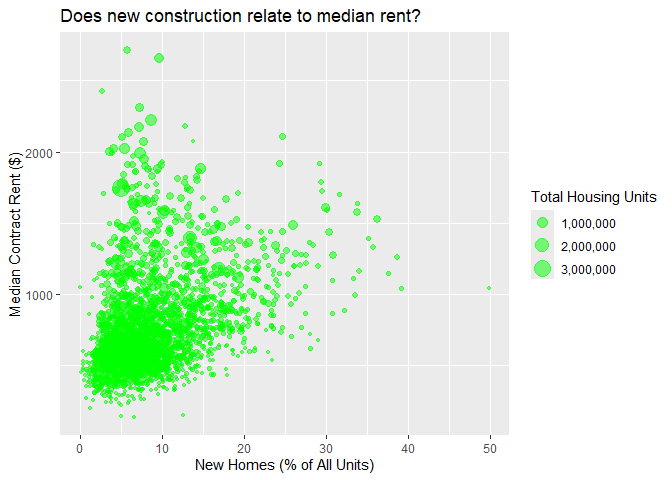 Does new construction relate to median rent?
Median Contract Rent ($)
2000
1000
0
10
20
30
40
50
New Homes (% of All Units)
Total Housing Units
1,000,000
2,000,000
3,000,000